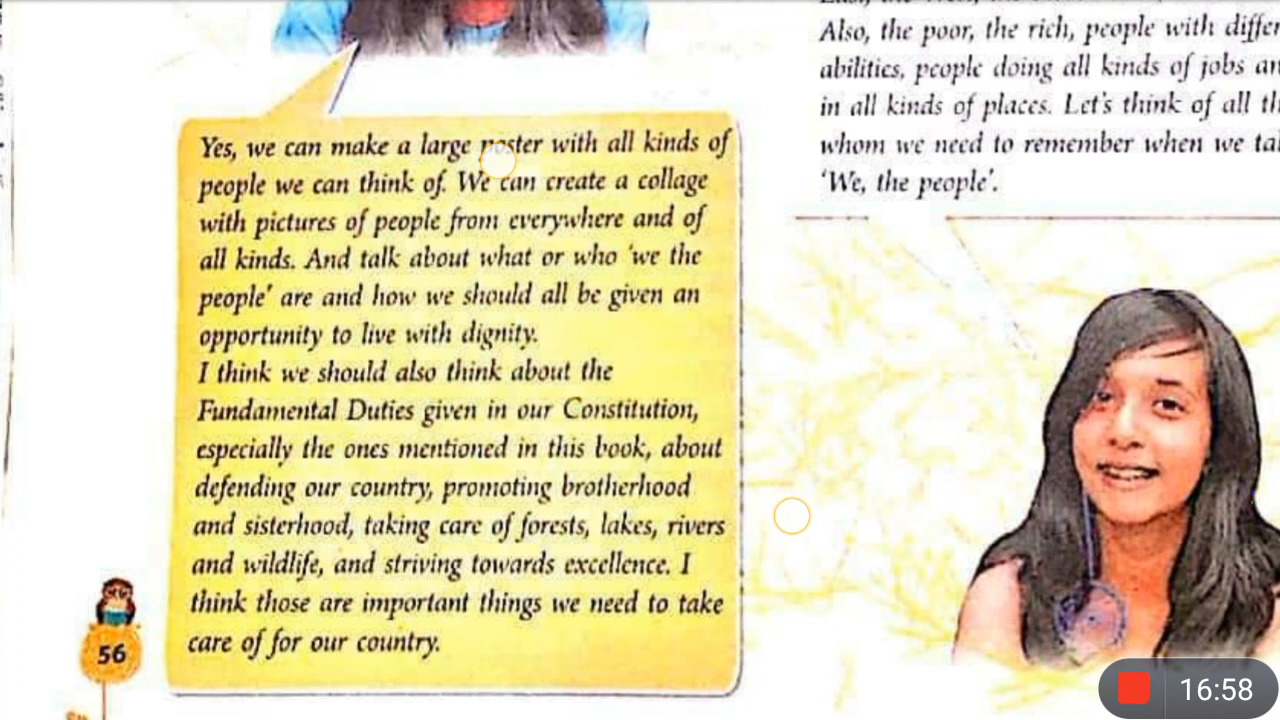 Yes, we can make a large poster with all kinds of
people we can think of. We can create a collage
with pictures of people from everywhere and of
all kinds. And talk about what or who 'we the
people' are and how we should all be given an
opportunity to live with dignity.
I think we should also think about the
Fundamental Duties given in our Constitution,
especially the ones mentioned in this book, about
defending our country, promoting brotherhood
and sisterhood, taking care of forests, lakes, rivers
and wildlife, and striving towards excellence. I
think those are important things we need to take
care of for our country.
56
Also, the poor, the rich, people with
abilities, people doing all kinds of jobs
in all kinds of places. Let's think of all
whom we need to remember when we
'We, the people'.
16:58